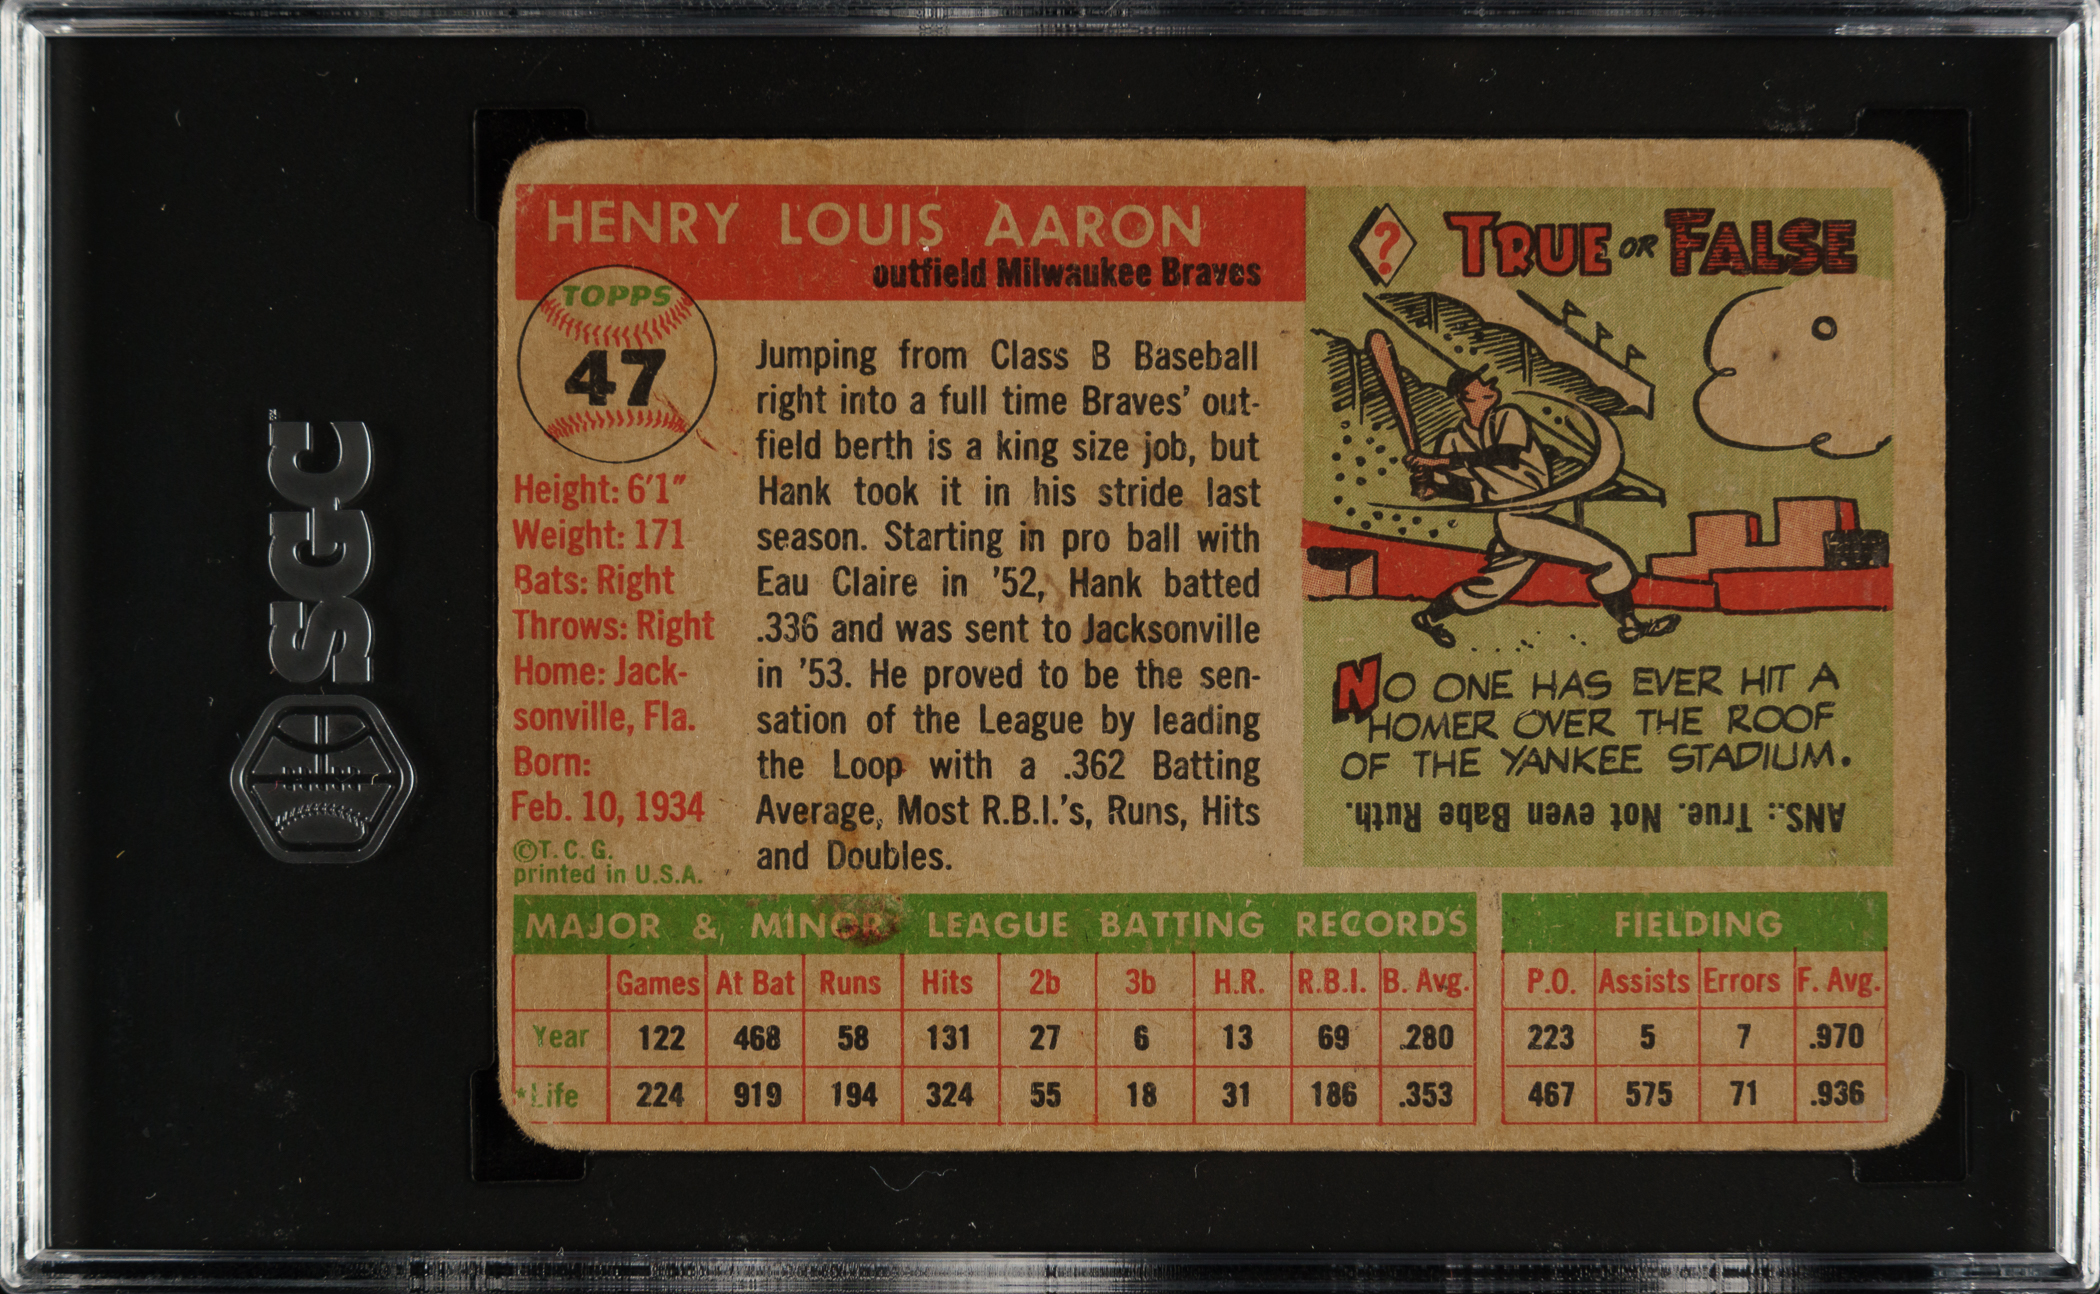 SGC
HENRY LOUIS AARON
outfield Milwaukee Braves
TOPPS
47
Height: 6'1"
Weight: 171
Bats: Right
Throws: Right
Home: Jack-
sonville, Fla.
Born:
Feb. 10, 1934
©T. C. G.
printed in U.S.A.
Jumping from Class B Baseball
right into a full time Braves' out-
field berth is a king size job, but
Hank took it in his stride last
season. Starting in pro ball with
Eau Claire in '52, Hank batted
.336 and was sent to Jacksonville
in '53. He proved to be the sen-
sation of the League by leading
the Loop with a .362 Batting
Average, Most R.B.I.'s, Runs, Hits
and Doubles.
?
TRUE OR FALSE
NO ONE HAS EVER HIT A
HOMER OVER THE ROOF
OF THE YANKEE STADIUM.
ANS.: True. Not even Babe Ruth.
MAJOR & MINOR LEAGUE BATTING RECORDS
Games At Bat Runs Hits 2b 3b H.R. R.B.I. B. Avg.
Year 122 468 58 131 27 6 13 69 .280
*Life 224 919 194 324 55 18 31 186 .353
FIELDING
P.O. Assists Errors F. Avg.
223 5 7 .970
467 575 71 .936